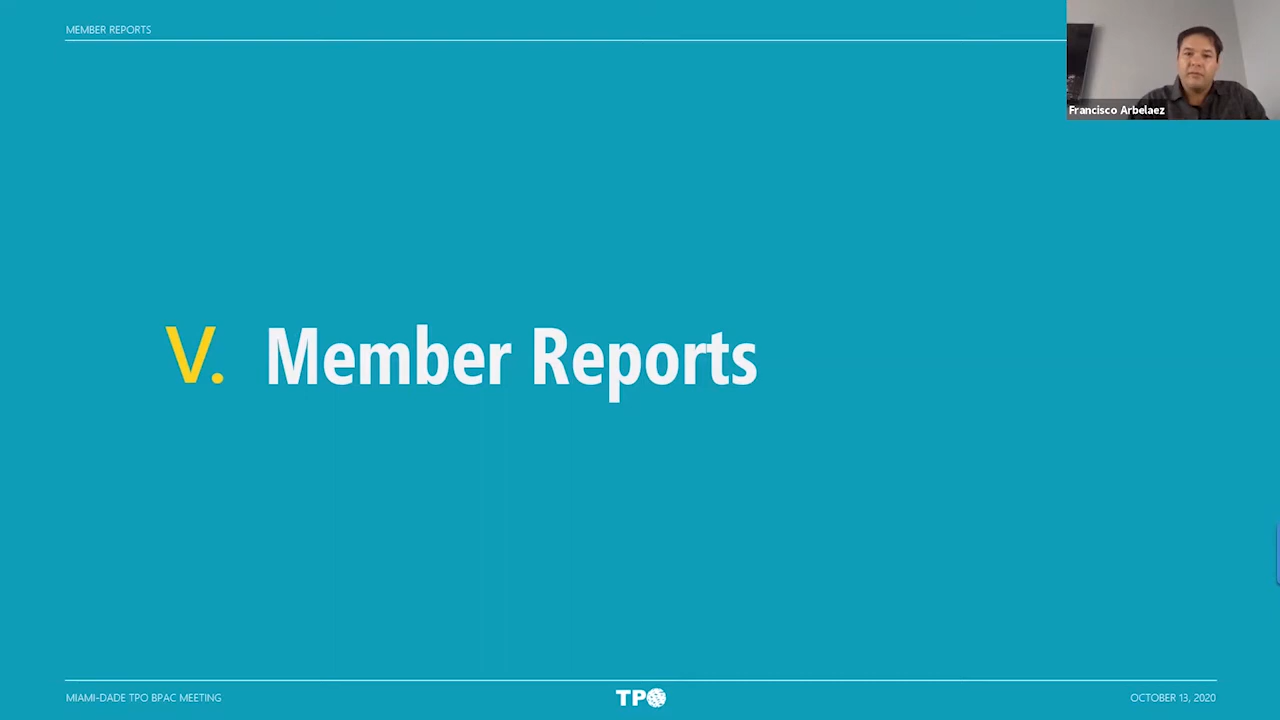 MEMBER REPORTS
Francisco Arbelaez
V. Member Reports
MIAMI-DADE TPO BPAC MEETING
TPO
OCTOBER 13, 2020